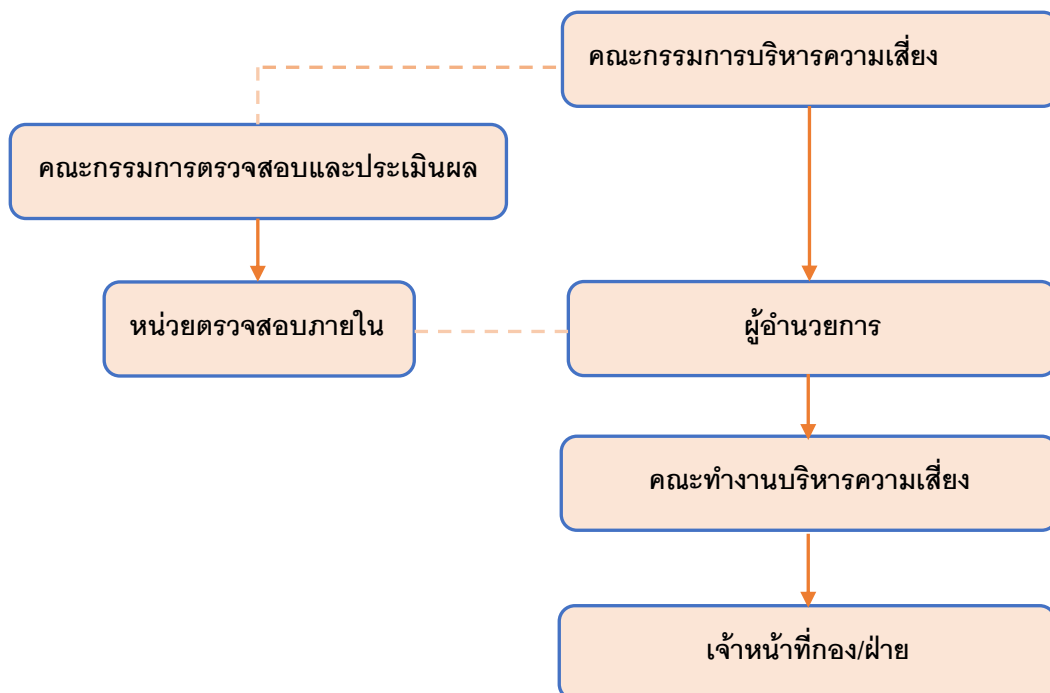 คณะกรรมการบริหารความเสี่ยง
คณะกรรมการตรวจสอบและประเมินผล
หน่วยตรวจสอบภายใน
ผู้อำนวยการ
คณะทำงานบริหารความเสี่ยง
เจ้าหน้าที่กอง/ฝ่าย